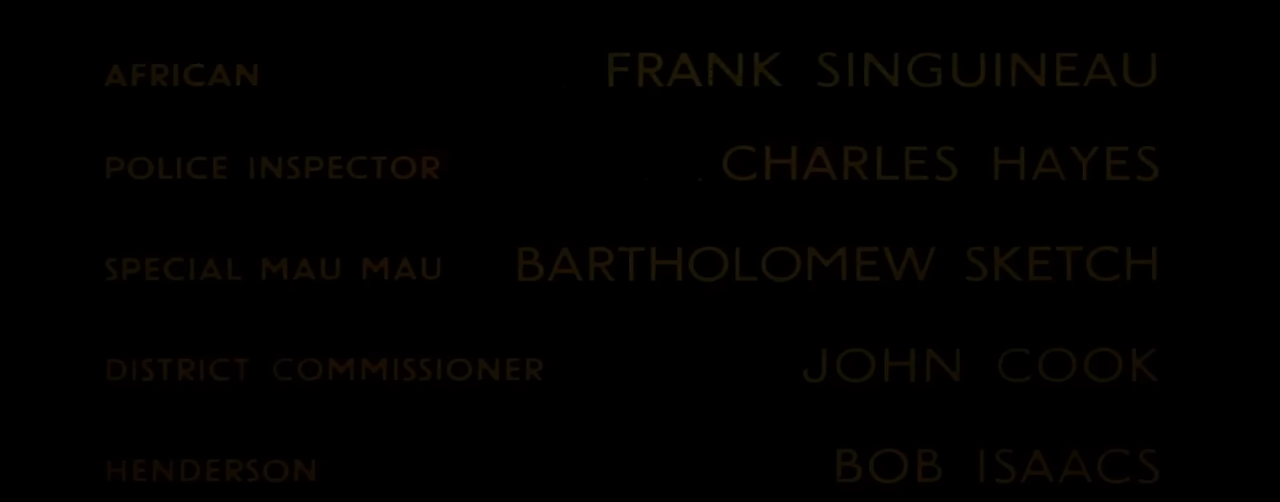 AFRICAN FRANK SINGUINEAU
POLICE INSPECTOR CHARLES HAYES
SPECIAL MAU MAU BARTHOLOMEW SKETCH
DISTRICT COMMISSIONER JOHN COOK
HENDERSON BOB ISAACS